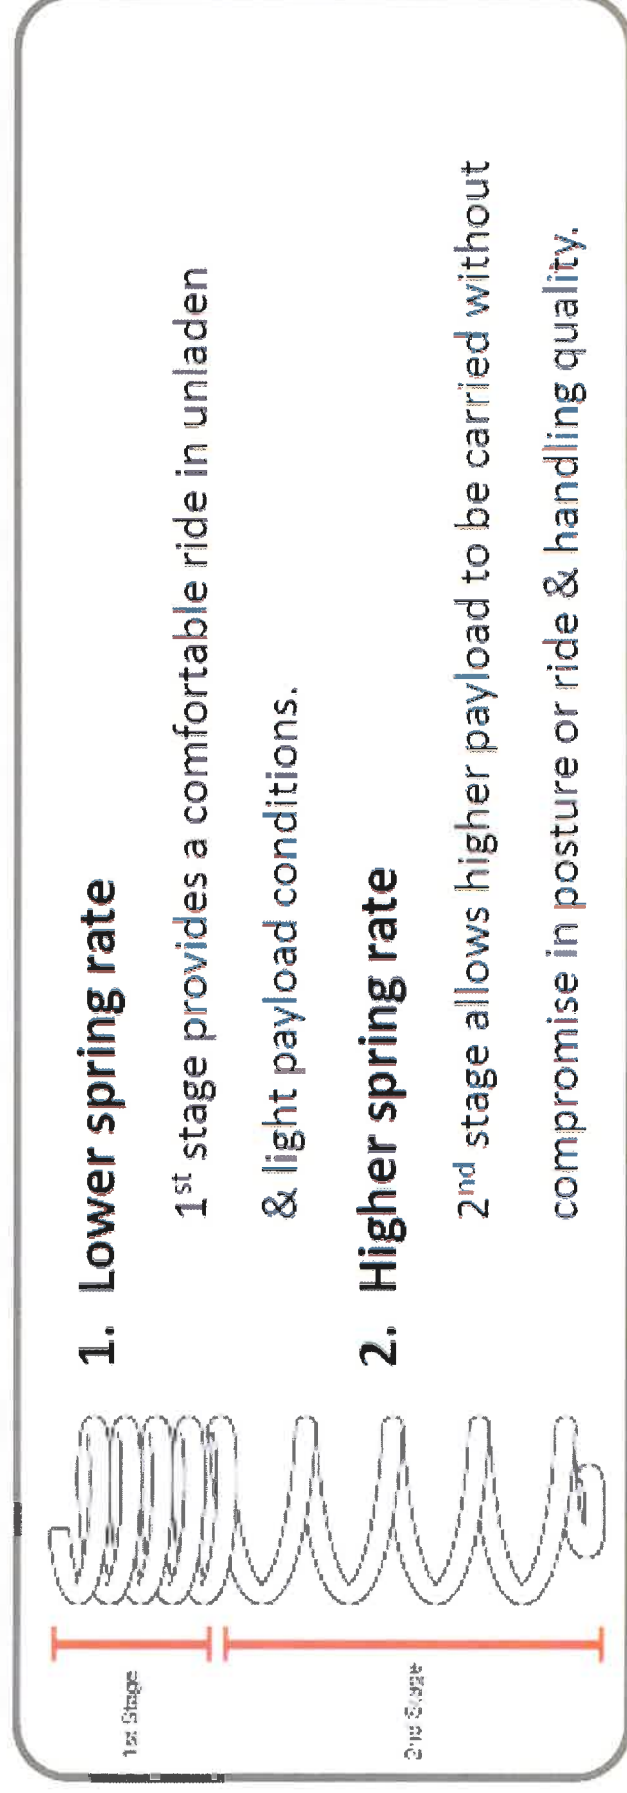 1. Lower spring rate
1st stage provides a comfortable ride in unladen
& light payload conditions.
2. Higher spring rate
2nd stage allows higher payload to be carried without
compromise in posture or ride & handling quality.
1st Stage
2nd Stage